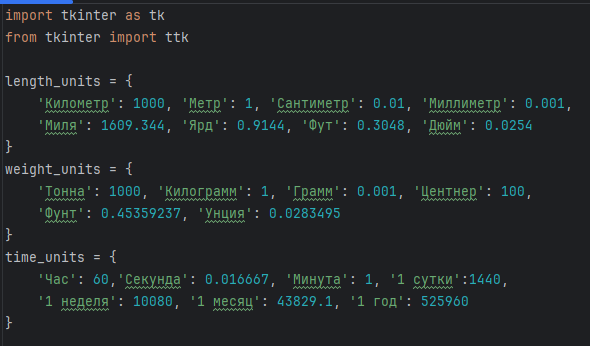 import tkinter as tk
from tkinter import ttk
length_units = {
'Километр': 1000, 'Метр': 1, 'Сантиметр': 0.01, 'Миллиметр': 0.001,
'Миля': 1609.344, 'Ярд': 0.9144, 'Фут': 0.3048, 'Дюйм': 0.0254
}
weight_units = {
'Тонна': 1000, 'Килограмм': 1, 'Грамм': 0.001, 'Центнер': 100,
'Фунт': 0.45359237, 'Унция': 0.0283495
}
time_units = {
'Час': 60,'Секунда': 0.016667, 'Минута': 1, '1 сутки':1440,
'1 неделя': 10080, '1 месяц': 43829.1, '1 год': 525960
}